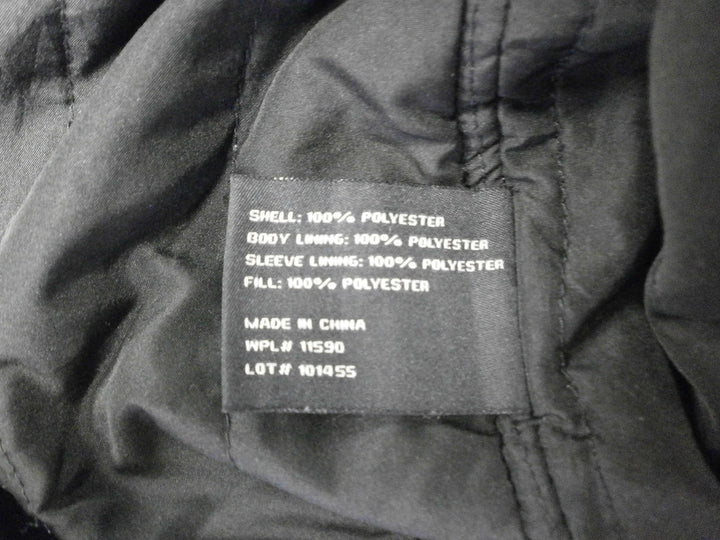 SHELL: 100% POLYESTER
BODY LINING: 100% POLYESTER
SLEEVE LINING: 100% POLYESTER
FILL: 100% POLYESTER
MADE IN CHINA
WPL# 11590
LOT# 101455